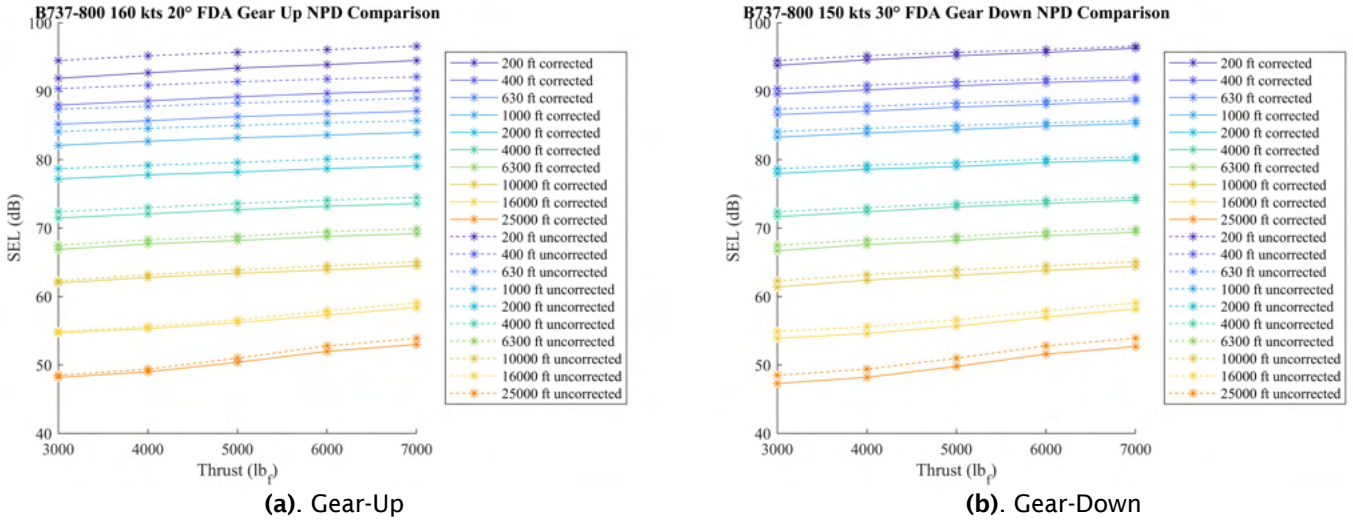 B737-800 160 kts 20° FDA Gear Up NPD Comparison
100
90
80
70
60
50
40
SEL (dB)
3000
4000
5000
6000
7000
Thrust (lbf)
200 ft corrected
400 ft corrected
630 ft corrected
1000 ft corrected
2000 ft corrected
4000 ft corrected
6300 ft corrected
10000 ft corrected
16000 ft corrected
25000 ft corrected
200 ft uncorrected
400 ft uncorrected
630 ft uncorrected
1000 ft uncorrected
2000 ft uncorrected
4000 ft uncorrected
6300 ft uncorrected
10000 ft uncorrected
16000 ft uncorrected
25000 ft uncorrected
(a). Gear-Up
B737-800 150 kts 30° FDA Gear Down NPD Comparison
100
90
80
70
60
50
40
SEL (dB)
3000
4000
5000
6000
7000
Thrust (lbf)
200 ft corrected
400 ft corrected
630 ft corrected
1000 ft corrected
2000 ft corrected
4000 ft corrected
6300 ft corrected
10000 ft corrected
16000 ft corrected
25000 ft corrected
200 ft uncorrected
400 ft uncorrected
630 ft uncorrected
1000 ft uncorrected
2000 ft uncorrected
4000 ft uncorrected
6300 ft uncorrected
10000 ft uncorrected
16000 ft uncorrected
25000 ft uncorrected
(b). Gear-Down